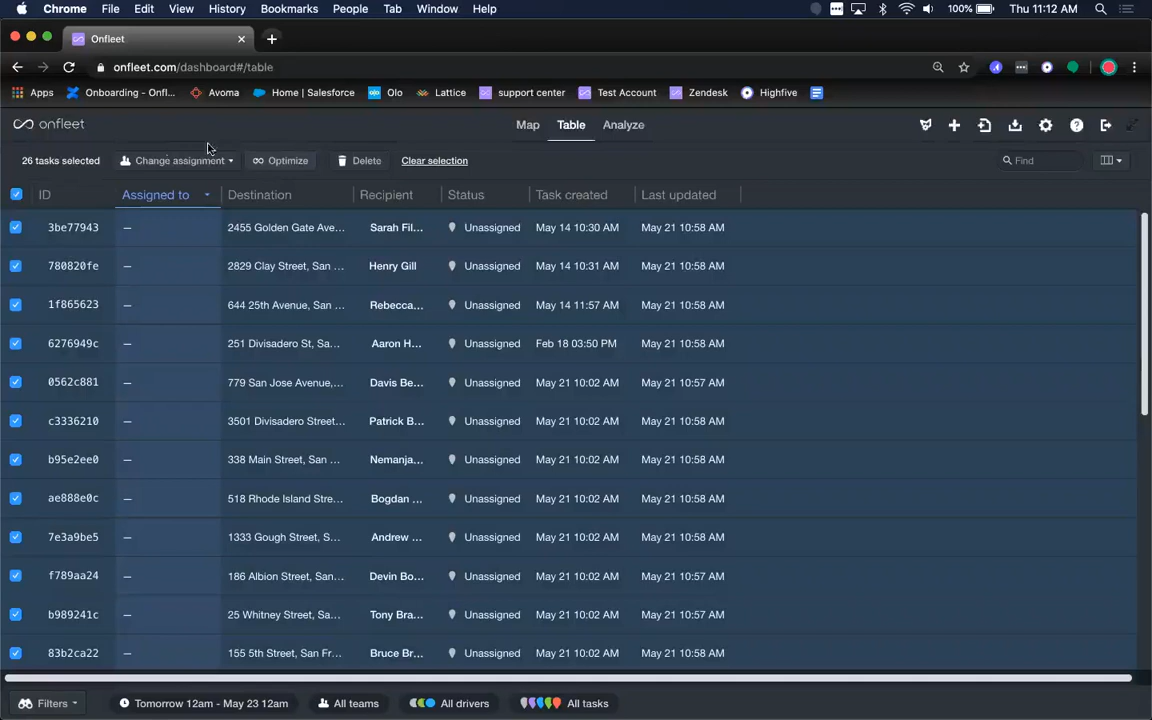 Chrome File Edit View History Bookmarks People Tab Window Help 100% Thu 11:12 AM
Onfleet
onfleet.com/dashboard#/table
Apps Onboarding - Onfl... Avoma Home | Salesforce Olo Lattice support center Test Account Zendesk Highfive
onfleet Map Table Analyze
26 tasks selected Change assignment Optimize Delete Clear selection Find
ID Assigned to Destination Recipient Status Task created Last updated
3be77943 — 2455 Golden Gate Ave... Sarah Fil... Unassigned May 14 10:30 AM May 21 10:58 AM
780820fe — 2829 Clay Street, San ... Henry Gill Unassigned May 14 10:31 AM May 21 10:58 AM
1f865623 — 644 25th Avenue, San ... Rebecca... Unassigned May 14 11:57 AM May 21 10:58 AM
6276949c — 251 Divisadero St, Sa... Aaron H... Unassigned Feb 18 03:50 PM May 21 10:58 AM
0562c881 — 779 San Jose Avenue,... Davis Be... Unassigned May 21 10:02 AM May 21 10:57 AM
c3336210 — 3501 Divisadero Street... Patrick B... Unassigned May 21 10:02 AM May 21 10:58 AM
b95e2ee0 — 338 Main Street, San ... Nemanja... Unassigned May 21 10:02 AM May 21 10:58 AM
ae888e0c — 518 Rhode Island Stre... Bogdan ... Unassigned May 21 10:02 AM May 21 10:58 AM
7e3a9be5 — 1333 Gough Street, S... Andrew ... Unassigned May 21 10:02 AM May 21 10:58 AM
f789aa24 — 186 Albion Street, San... Devin Bo... Unassigned May 21 10:02 AM May 21 10:57 AM
b989241c — 25 Whitney Street, Sa... Tony Bra... Unassigned May 21 10:02 AM May 21 10:57 AM
83b2ca22 — 155 5th Street, San Fr... Bruce Br... Unassigned May 21 10:02 AM May 21 10:58 AM
Filters Tomorrow 12am - May 23 12am All teams All drivers All tasks